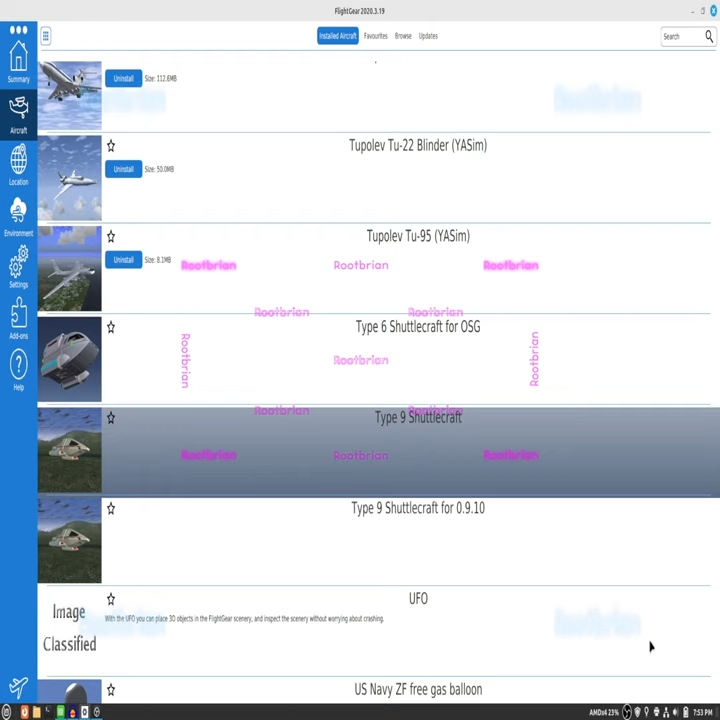 FlightGear 2020.3.19
Installed Aircraft Favourites Browse Updates Search
Summary
Aircraft
Location
Environment
Settings
Add-ons
Help
Uninstall Size: 112.6MB
Rootbrian
Tupolev Tu-22 Blinder (YASim)
Uninstall Size: 50.0MB
Tupolev Tu-95 (YASim)
Uninstall Size: 8.1MB
Rootbrian Rootbrian Rootbrian
Rootbrian Rootbrian
Type 6 Shuttlecraft for OSG
Rootbrian Rootbrian Rootbrian
Rootbrian Rootbrian
Type 9 Shuttlecraft
Rootbrian Rootbrian Rootbrian
Type 9 Shuttlecraft for 0.9.10
UFO
Image
Classified
With the UFO you can place 3D objects in the FlightGear scenery, and inspect the scenery without worrying about crashing.
Rootbrian
US Navy ZF free gas balloon
AMDx4 23% 7:53 PM